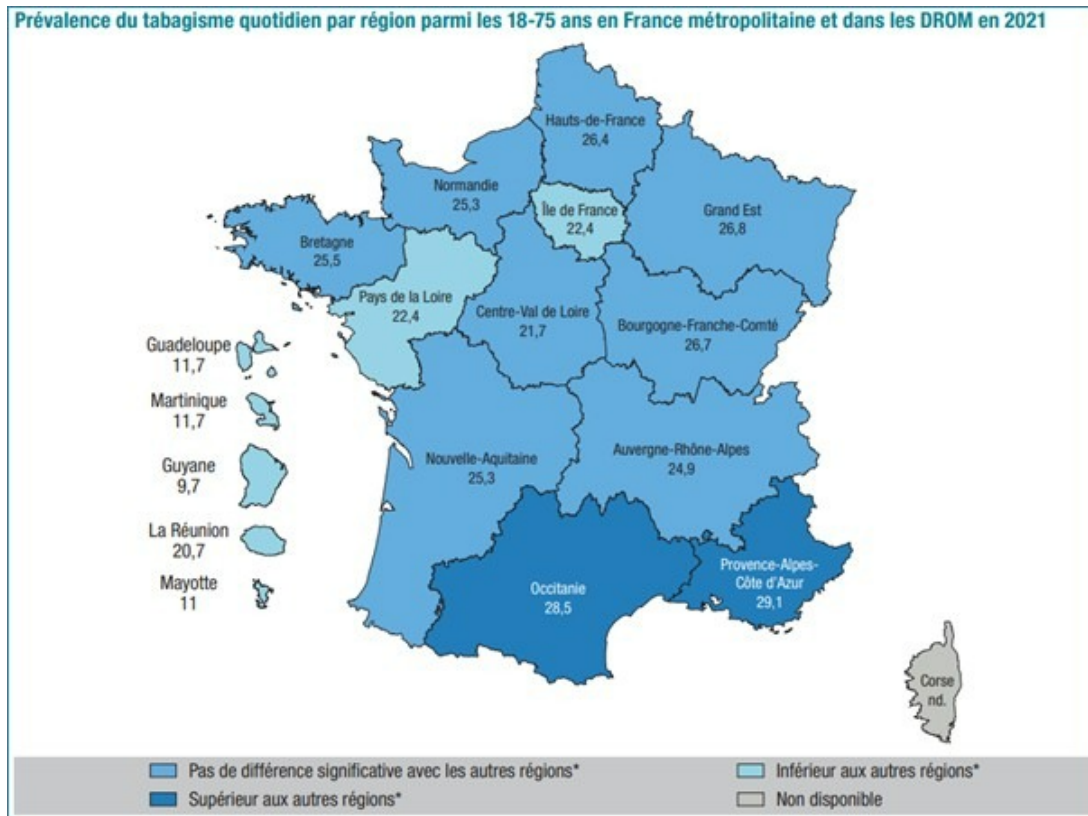 Prévalence du tabagisme quotidien par région parmi les 18-75 ans en France métropolitaine et dans les DROM en 2021
Hauts-de-France
26,4
Normandie
25,3
Île de France
22,4
Grand Est
26,8
Bretagne
25,5
Pays de la Loire
22,4
Centre-Val de Loire
21,7
Bourgogne-Franche-Comté
26,7
Guadeloupe
11,7
Martinique
11,7
Guyane
9,7
La Réunion
20,7
Mayotte
11
Nouvelle-Aquitaine
25,3
Auvergne-Rhône-Alpes
24,9
Occitanie
28,5
Provence-Alpes-
Côte d'Azur
29,1
Corse
nd.
Pas de différence significative avec les autres régions*
Inférieur aux autres régions*
Supérieur aux autres régions*
Non disponible